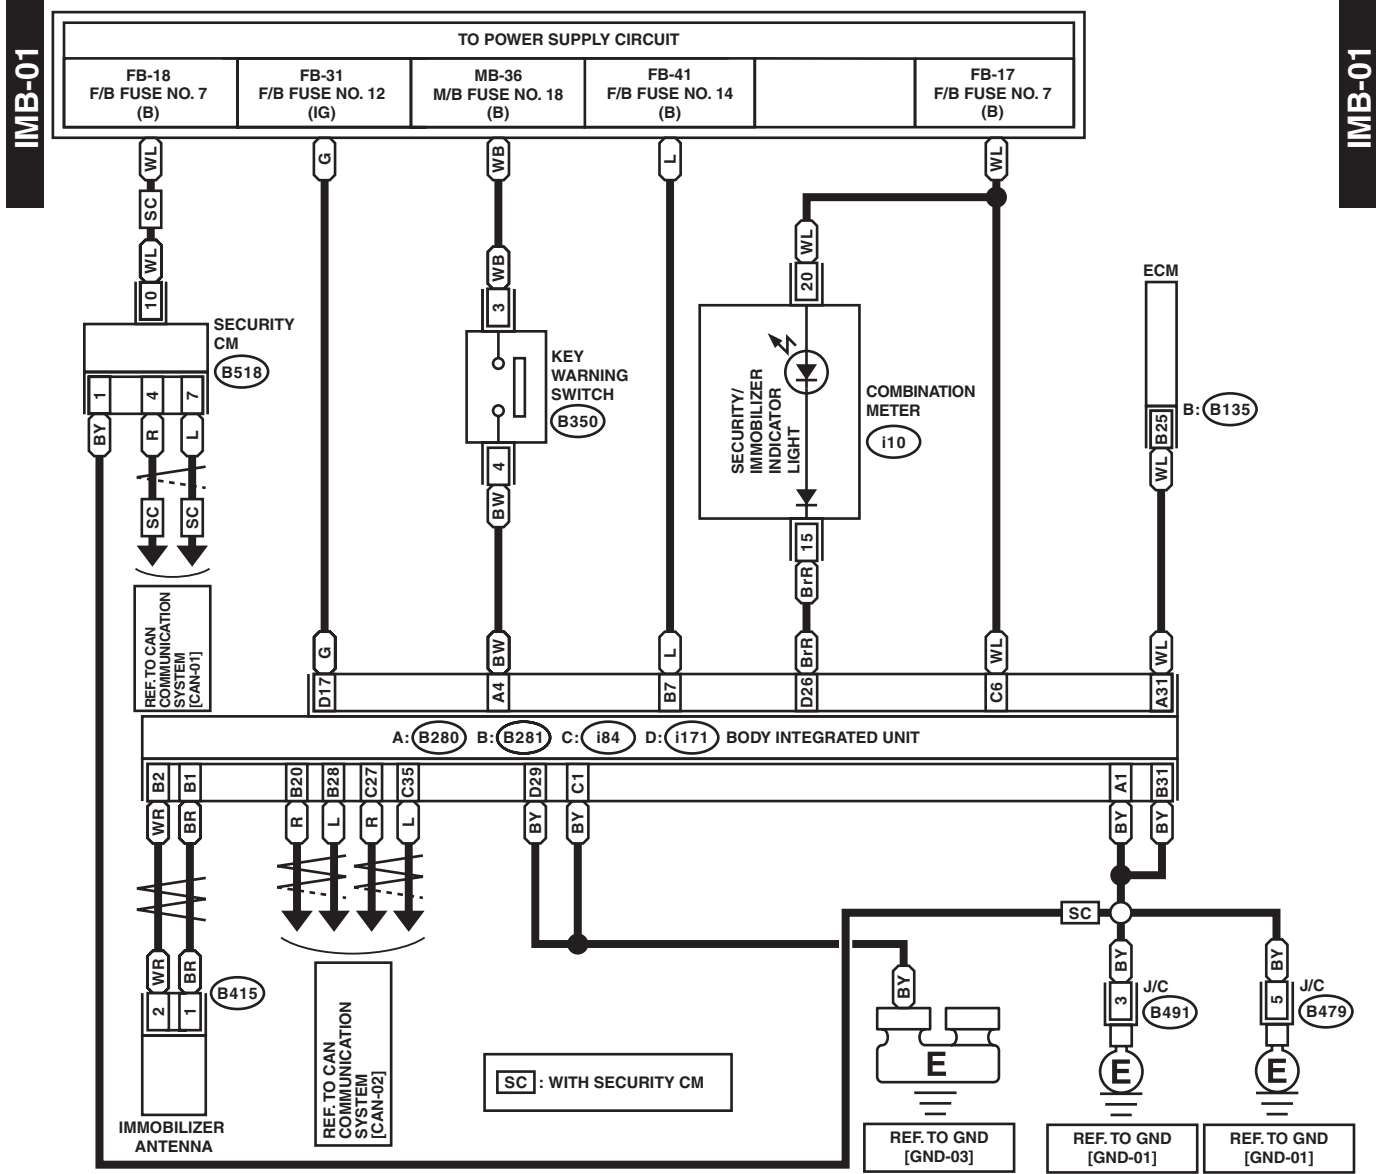 IMB-01
IMB-01
TO POWER SUPPLY CIRCUIT
FB-18
F/B FUSE NO. 7
(B)
FB-31
F/B FUSE NO. 12
(IG)
MB-36
M/B FUSE NO. 18
(B)
FB-41
F/B FUSE NO. 14
(B)
FB-17
F/B FUSE NO. 7
(B)
WL
G
WB
L
WL
SC
WL
10
SECURITY
CM
B518
1
4
7
BY
R
L
SC
SC
REF. TO CAN
COMMUNICATION
SYSTEM
[CAN-01]
WB
3
KEY
WARNING
SWITCH
B350
4
BW
WL
20
SECURITY/
IMMOBILIZER
INDICATOR
LIGHT
COMBINATION
METER
i10
15
BrR
ECM
B25
B: B135
WL
G
BW
L
BrR
WL
WL
D17
A4
B7
D26
C6
A31
A: B280 B: B281 C: i84 D: i171 BODY INTEGRATED UNIT
B2
B1
B20
B28
C27
C35
D29
C1
A1
B31
WR
BR
R
L
R
L
BY
BY
BY
BY
WR
BR
2
1
B415
IMMOBILIZER
ANTENNA
REF. TO CAN
COMMUNICATION
SYSTEM
[CAN-02]
SC : WITH SECURITY CM
SC
BY
E
REF. TO GND
[GND-03]
BY
3
J/C
B491
E
REF. TO GND
[GND-01]
BY
5
J/C
B479
E
REF. TO GND
[GND-01]